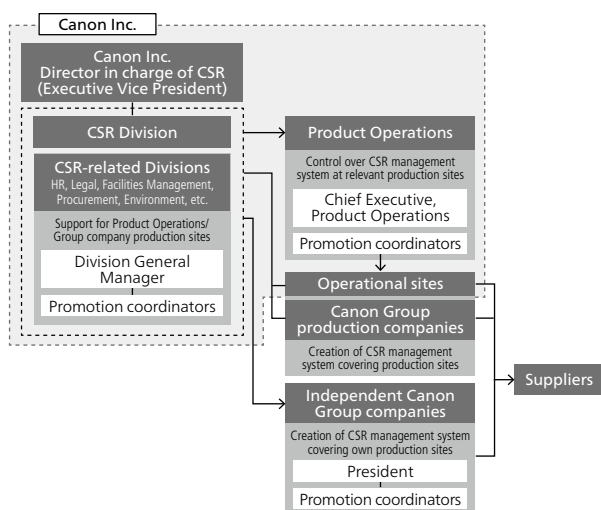 Canon Inc.
Canon Inc.
Director in charge of CSR
(Executive Vice President)
CSR Division
CSR-related Divisions
HR, Legal, Facilities Management,
Procurement, Environment, etc.
Support for Product Operations/
Group company production sites
Division General
Manager
Promotion coordinators
Product Operations
Control over CSR management
system at relevant production sites
Chief Executive,
Product Operations
Promotion coordinators
Operational sites
Canon Group
production companies
Creation of CSR management
system covering production sites
Independent Canon
Group companies
Creation of CSR management system
covering own production sites
President
Promotion coordinators
Suppliers